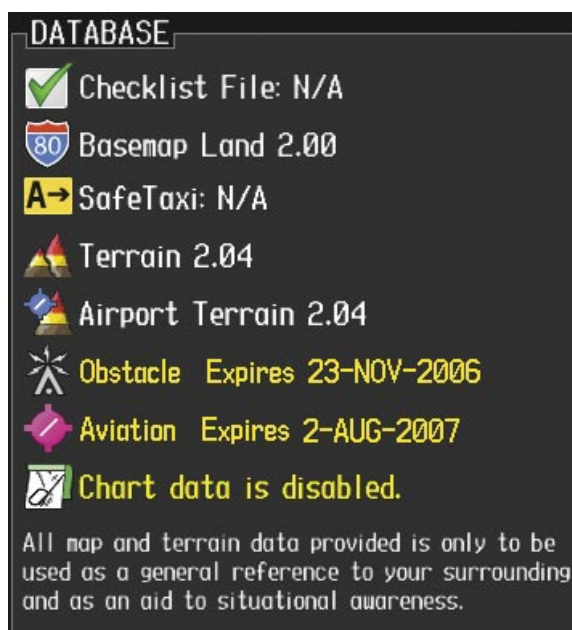 DATABASE
Checklist File: N/A
80 Basemap Land 2.00
A→ SafeTaxi: N/A
Terrain 2.04
Airport Terrain 2.04
Obstacle Expires 23-NOV-2006
Aviation Expires 2-AUG-2007
Chart data is disabled.
All map and terrain data provided is only to be
used as a general reference to your surrounding
and as an aid to situational awareness.